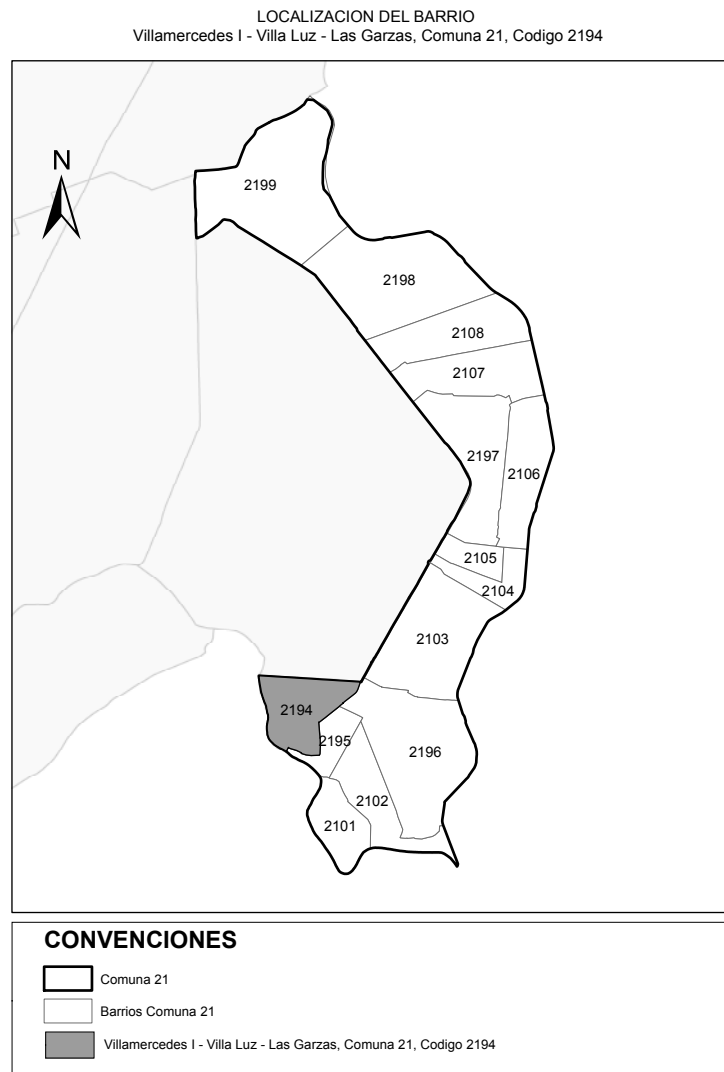 LOCALIZACION DEL BARRIO
Villamercedes I - Villa Luz - Las Garzas, Comuna 21, Codigo 2194
N
2199
2198
2108
2107
2197
2106
2105
2104
2103
2194
2195
2196
2102
2101
CONVENCIONES
Comuna 21
Barrios Comuna 21
Villamercedes I - Villa Luz - Las Garzas, Comuna 21, Codigo 2194